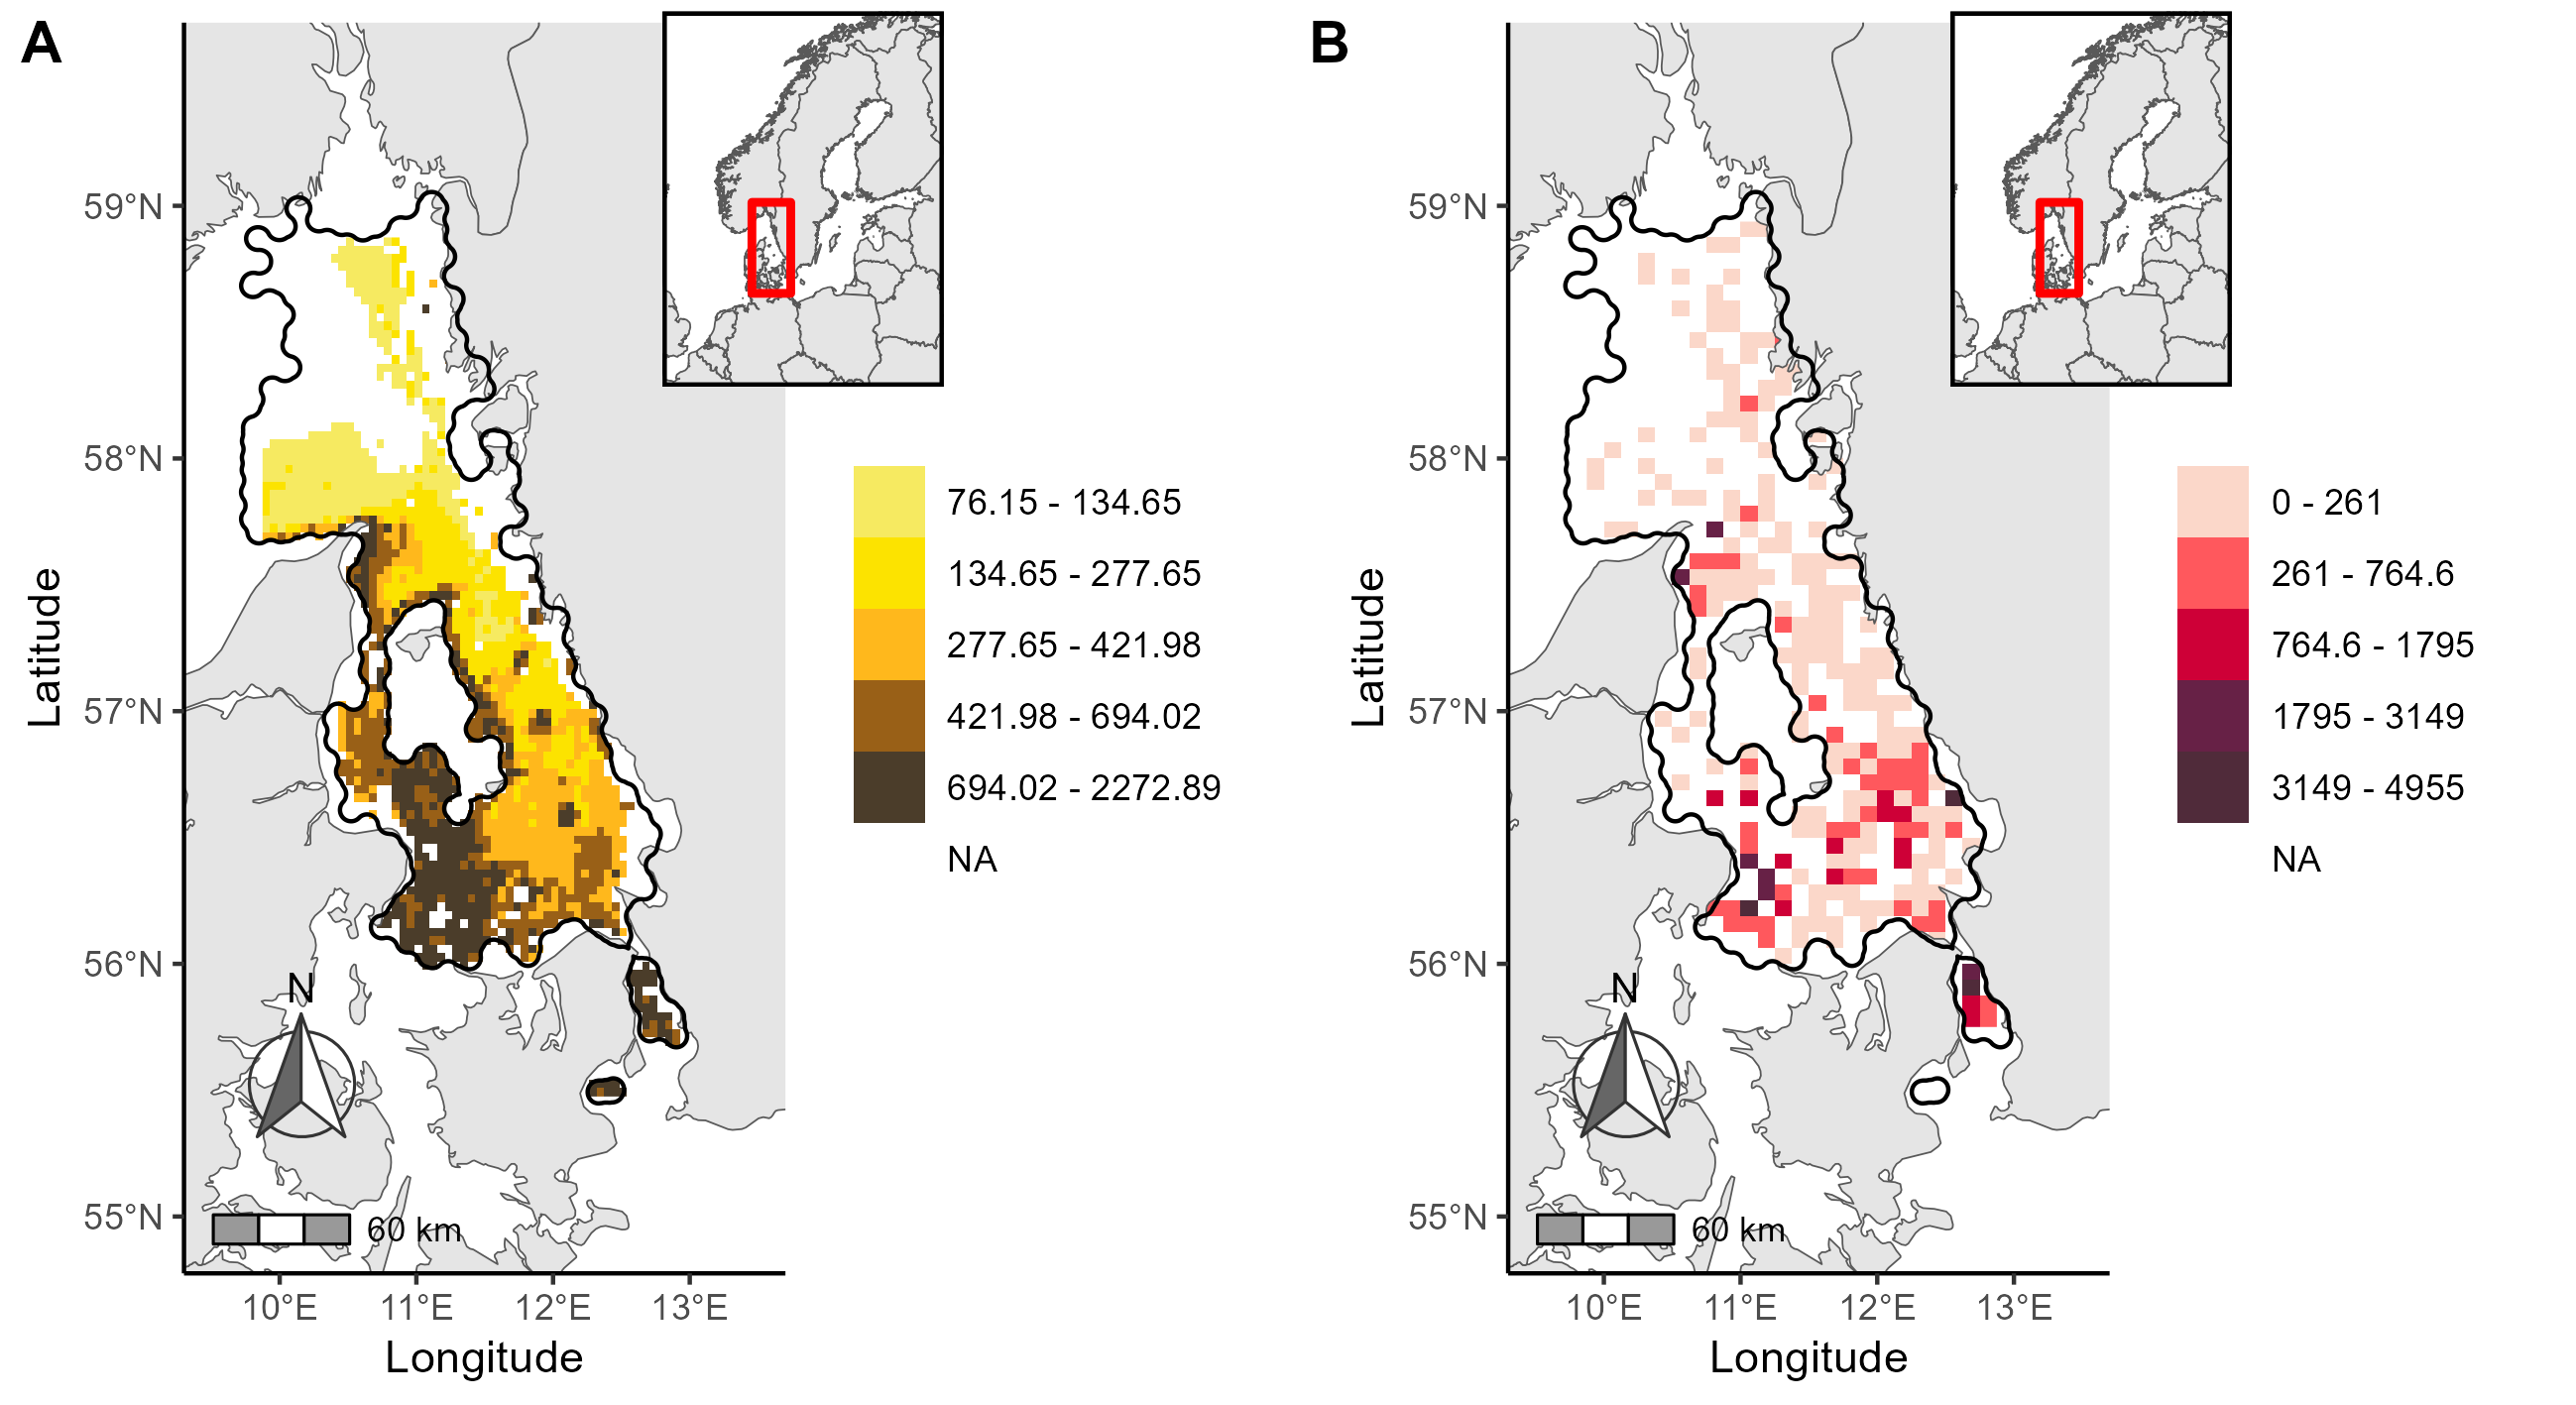 A
59°N
58°N
57°N
56°N
55°N
Latitude
N
60 km
10°E 11°E 12°E 13°E
Longitude
76.15 - 134.65
134.65 - 277.65
277.65 - 421.98
421.98 - 694.02
694.02 - 2272.89
NA
B
59°N
58°N
57°N
56°N
55°N
Latitude
N
60 km
10°E 11°E 12°E 13°E
Longitude
0 - 261
261 - 764.6
764.6 - 1795
1795 - 3149
3149 - 4955
NA